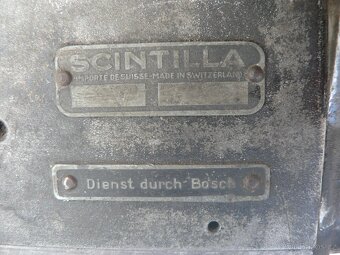 SCINTILLA
IMPORTÉ DE SUISSE-MADE IN SWITZERLAND
Dienst durch Bosch